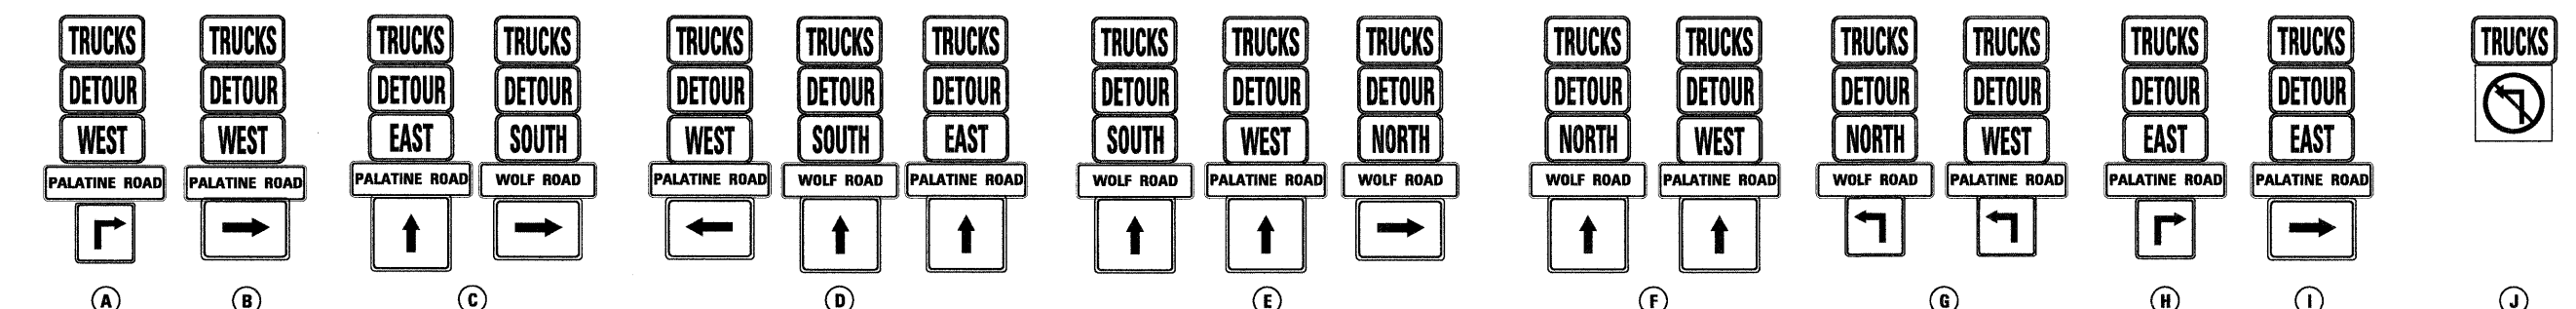 TRUCKS TRUCKS TRUCKS TRUCKS TRUCKS TRUCKS TRUCKS TRUCKS TRUCKS TRUCKS TRUCKS TRUCKS TRUCKS TRUCKS TRUCKS TRUCKS TRUCKS
DETOUR DETOUR DETOUR DETOUR DETOUR DETOUR DETOUR DETOUR DETOUR DETOUR DETOUR DETOUR DETOUR DETOUR DETOUR DETOUR
WEST WEST EAST SOUTH WEST SOUTH EAST SOUTH WEST NORTH NORTH WEST NORTH WEST EAST EAST
PALATINE ROAD PALATINE ROAD PALATINE ROAD WOLF ROAD PALATINE ROAD WOLF ROAD PALATINE ROAD WOLF ROAD PALATINE ROAD WOLF ROAD WOLF ROAD PALATINE ROAD WOLF ROAD PALATINE ROAD PALATINE ROAD PALATINE ROAD
A B C D E F G H I J